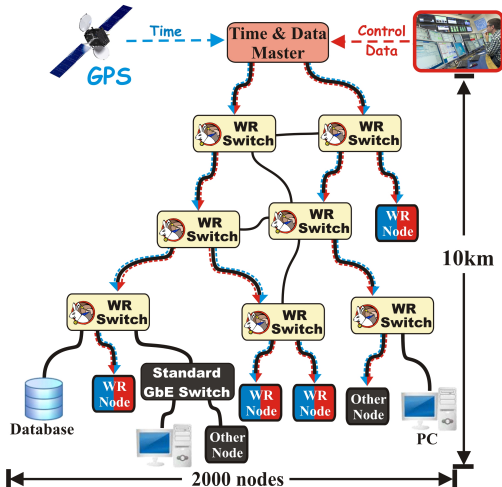 Time
GPS
Time & Data
Master
Control
Data
WR
Switch
WR
Switch
WR
Switch
WR
Switch
WR
Node
10km
WR
Switch
WR
Switch
WR
Switch
Database
WR
Node
Standard
GbE Switch
Other
Node
WR
Node
WR
Node
Other
Node
PC
2000 nodes